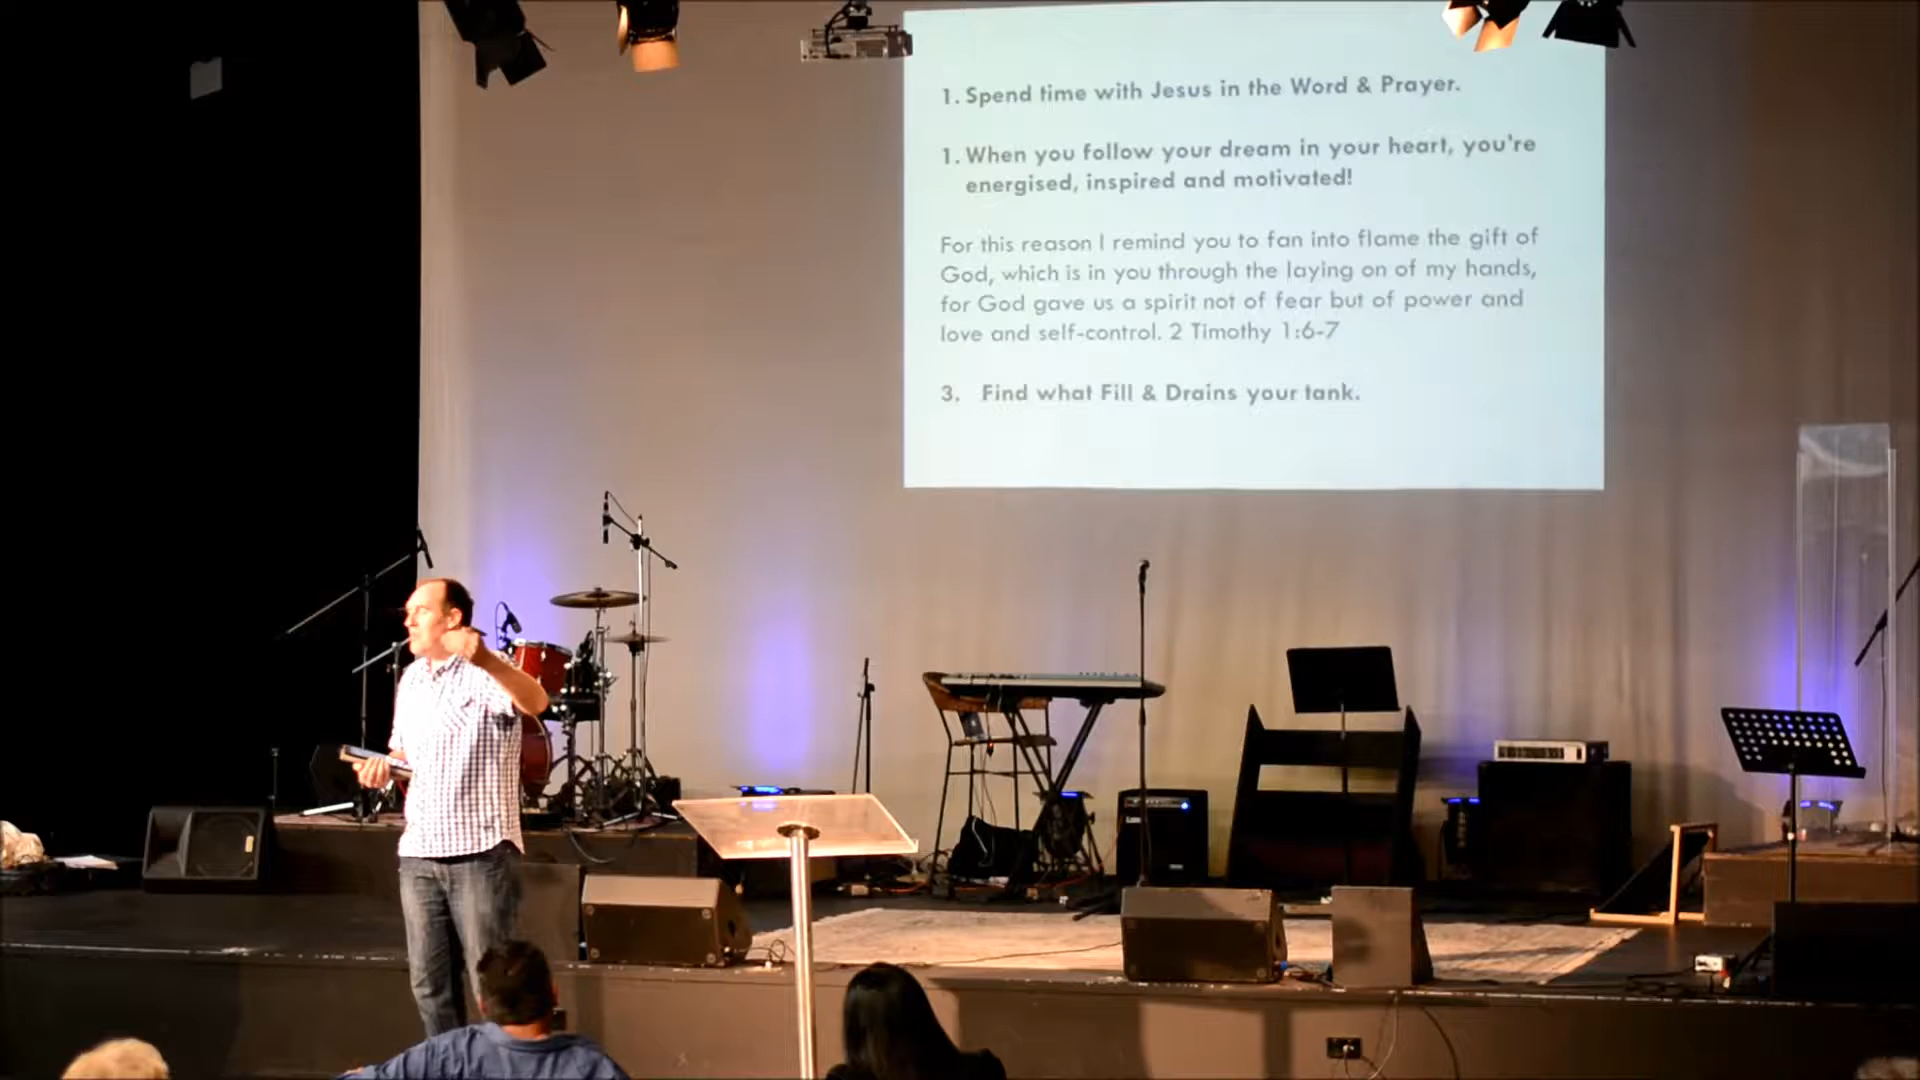 1. Spend time with Jesus in the Word & Prayer.
1. When you follow your dream in your heart, you're
energised, inspired and motivated!
For this reason I remind you to fan into flame the gift of
God, which is in you through the laying on of my hands,
for God gave us a spirit not of fear but of power and
love and self-control. 2 Timothy 1:6-7
3. Find what Fill & Drains your tank.